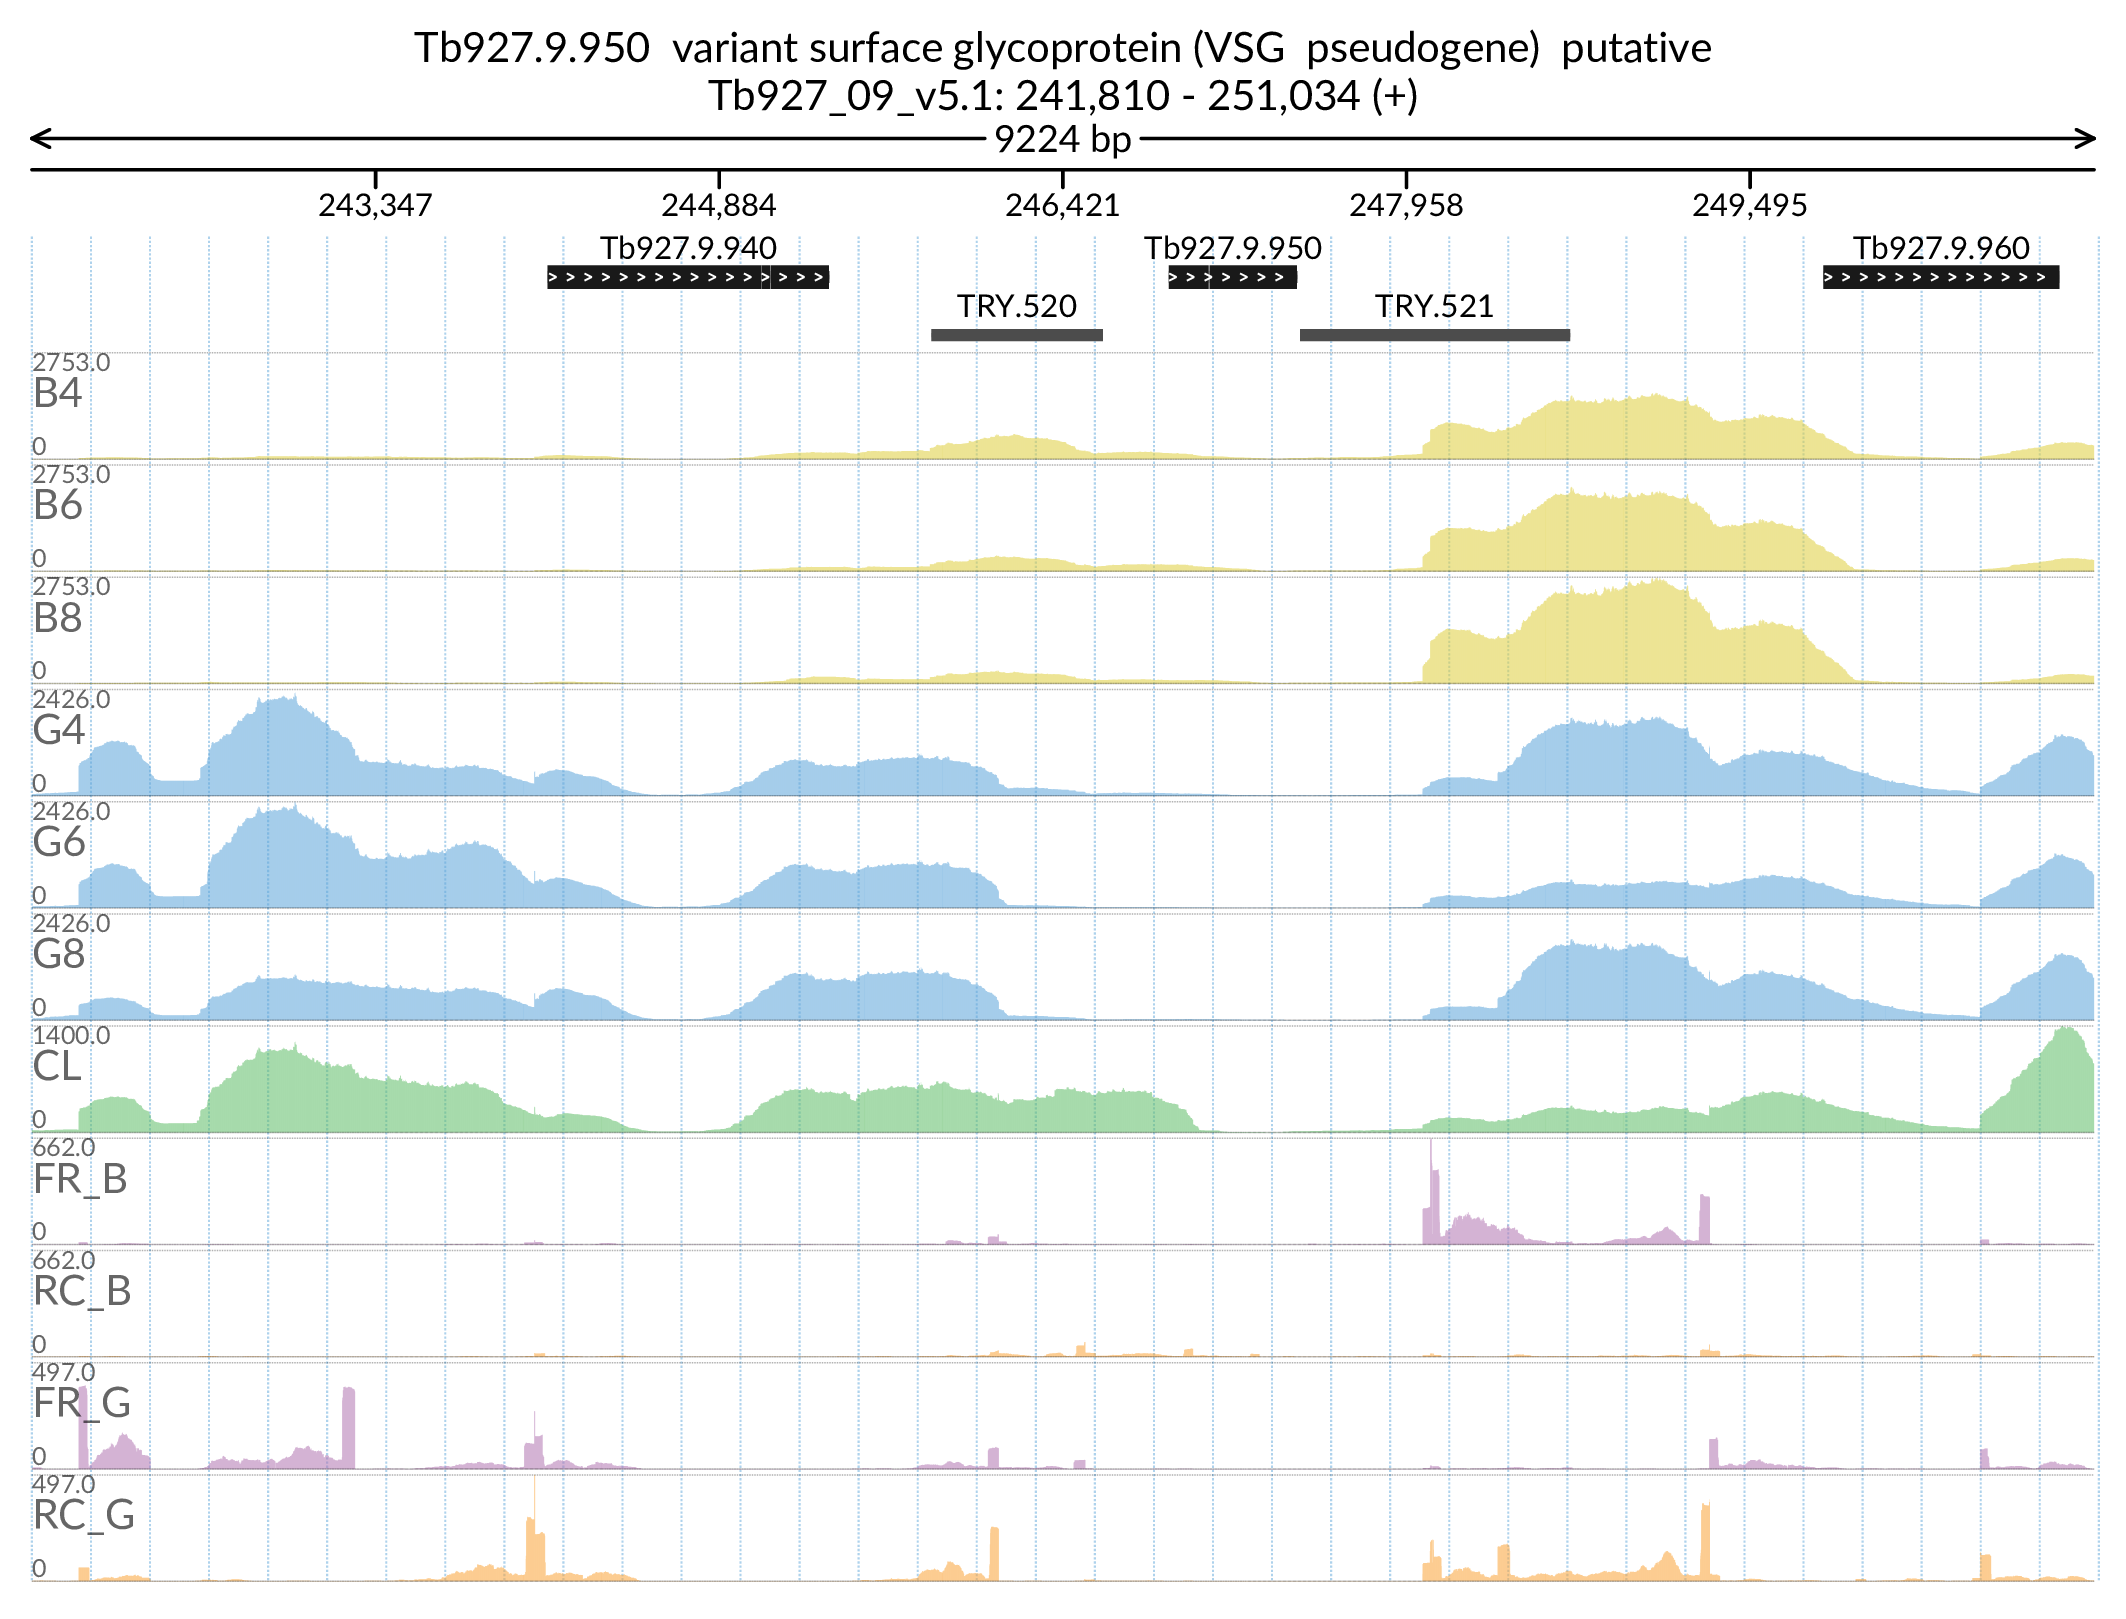 Tb927.9.950 variant surface glycoprotein (VSG pseudogene) putative
Tb927_09_v5.1: 241,810 - 251,034 (+)
9224 bp
243,347 244,884 246,421 247,958 249,495
Tb927.9.940 Tb927.9.950 Tb927.9.960
TRY.520 TRY.521
2753.0
B4
0
2753.0
B6
0
2753.0
B8
0
2426.0
G4
0
2426.0
G6
0
2426.0
G8
0
1400.0
CL
0
662.0
FR_B
0
662.0
RC_B
0
497.0
FR_G
0
497.0
RC_G
0